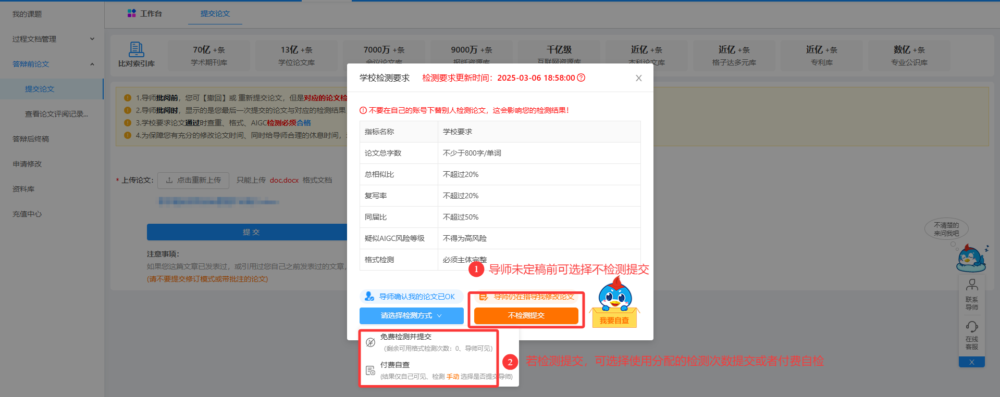 我的课题
过程文档管理
答辩前论文
提交论文
查看论文评阅记录...
答辩后终稿
申请修改
资料库
充值中心
工作台
提交论文
比对索引库
70亿 +条
学术期刊库
13亿 +条
学位论文库
7000万 +条
会议论文库
9000万 +条
报纸资源库
千亿级
互联网资源库
近亿 +条
本科论文库
近亿 +条
格子达多元库
近亿 +条
专利库
数亿 +条
专业公识库
1.导师批阅前，您可【撤回】或 重新提交论文，但是对应的论文检
2.导师批阅时，显示的是您最后一次提交的论文与对应的检测结果
3.学校要求论文通过时查重、格式、AIGC检测必须合格
4.为保障您有充分的修改论文时间、同时给导师合理的休息时间，
* 上传论文：
点击重新上传
只能上传 doc,docx 格式文档
提 交
注意事项：
如果您这篇文章已发表过，或引用过您自己之前发表过的文章，
(请不要提交修订模式或带批注的论文)
学校检测要求
检测要求更新时间：2025-03-06 18:58:00
不要在自己的账号下替别人检测论文，这会影响您的检测结果！
指标名称 学校要求
论文总字数 不少于800字/单词
总相似比 不超过20%
复写率 不超过20%
同届比 不超过50%
疑似AIGC风险等级 不得为高风险
格式检测 必须主体完整
1 导师未定稿前可选择不检测提交
导师确认我的论文已OK
导师仍在指导我修改论文
请选择检测方式
不检测提交
我要自查
免费检测并提交
(剩余可用格式检测次数：0、导师可见)
付费自查
(结果仅自己可见、检测 手动 选择是否提交导师)
2 若检测提交，可选择使用分配的检测次数提交或者付费自检
不清楚的
来问我吧
联系
导师
在线
客服
X